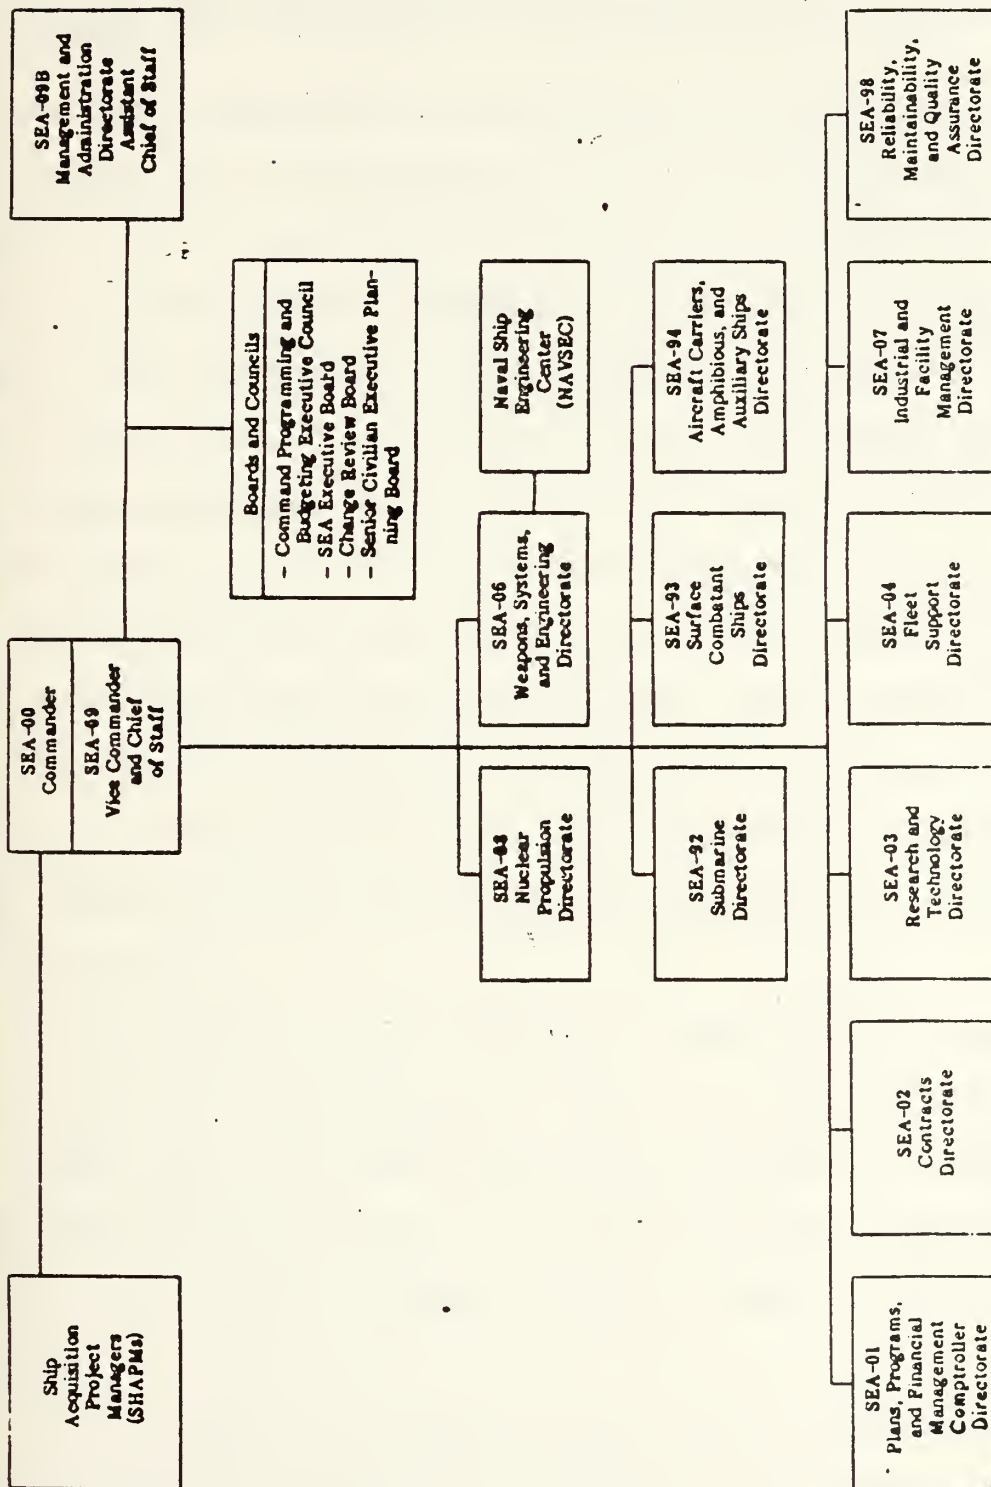 Ship
Acquisition
Project
Managers
(SHAPMs)
SEA-00
Commander
SEA-09
Vice Commander
and Chief
of Staff
SEA-09B
Management and
Administration
Directorate
Assistant
Chief of Staff
Boards and Councils
- Command Programming and
Budgeting Executive Council
- SEA Executive Board
- Change Review Board
- Senior Civilian Executive Plan-
ning Board
SEA-08
Nuclear
Propulsion
Directorate
SEA-06
Weapons, Systems,
and Engineering
Directorate
Naval Ship
Engineering
Center
(NAVSEC)
SEA-92
Submarine
Directorate
SEA-93
Surface
Combatant
Ships
Directorate
SEA-94
Aircraft Carriers,
Amphibious, and
Auxiliary Ships
Directorate
SEA-01
Plans, Programs,
and Financial
Management
Comptroller
Directorate
SEA-02
Contracts
Directorate
SEA-03
Research and
Technology
Directorate
SEA-04
Fleet
Support
Directorate
SEA-07
Industrial and
Facility
Management
Directorate
SEA-98
Reliability,
Maintainability,
and Quality
Assurance
Directorate